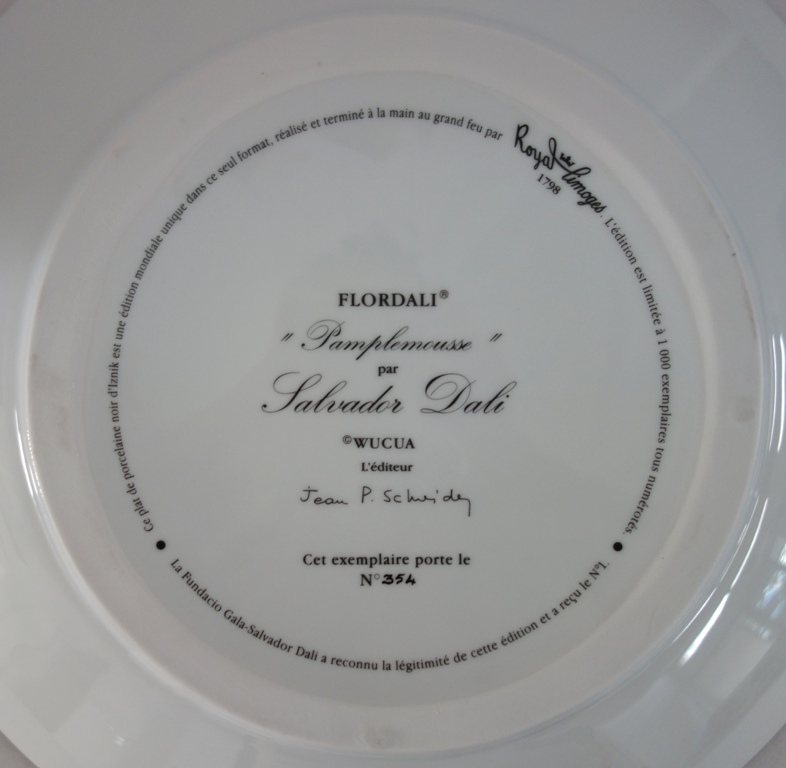 Ce plat de porcelaine noir d'Iznik est une édition mondiale unique dans ce seul format, réalisé et terminé à la main au grand feu par Royal Limoges 1798. L'édition est limitée à 1 000 exemplaires tous numérotés.
FLORDALI®
" Pamplemousse "
par
Salvador Dali
©WUCUA
L'éditeur
Jean P. Schneider
Cet exemplaire porte le
N° 354
La Fundacio Gala-Salvador Dali a reconnu la légitimité de cette édition et a reçu le N°1.